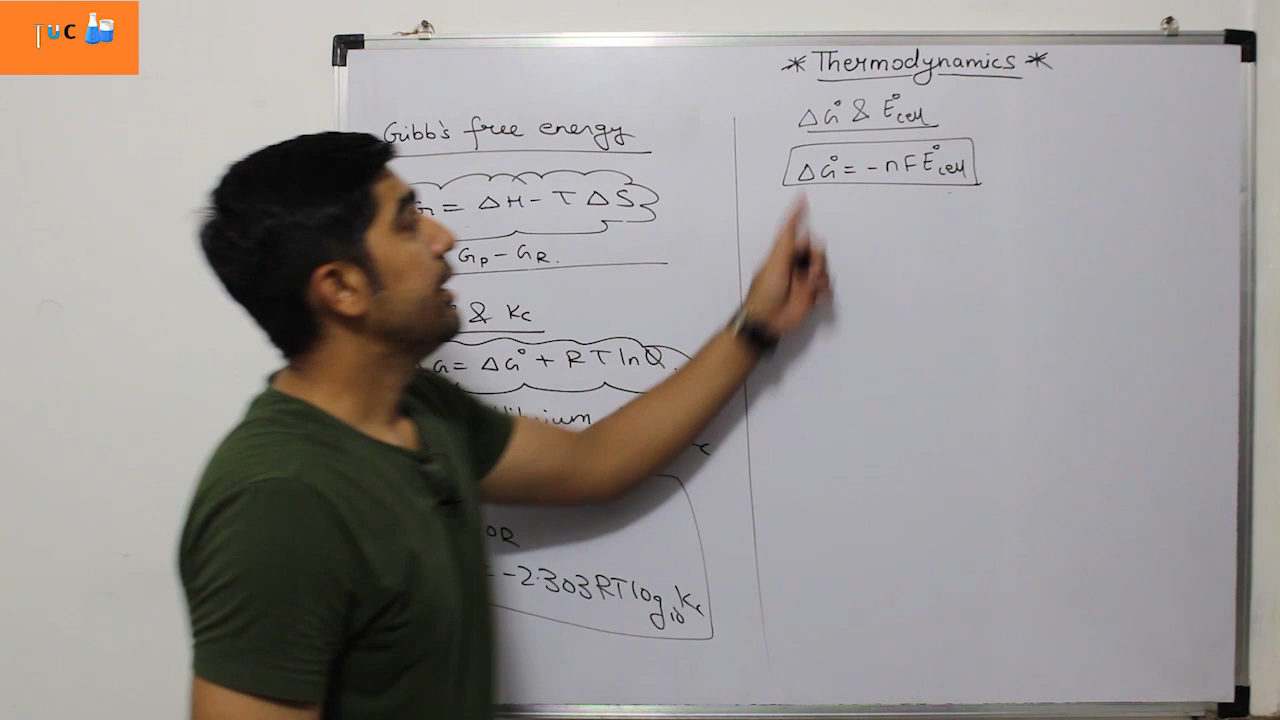 TUC
* Thermodynamics *
Gibb's free energy
= ΔH - TΔS
Gp - GR.
& Kc
G = ΔG° + RT ln Q.
OR
= -2.303RT log₁₀ Kc
ΔG° & E°cell
ΔG° = -nFE°cell